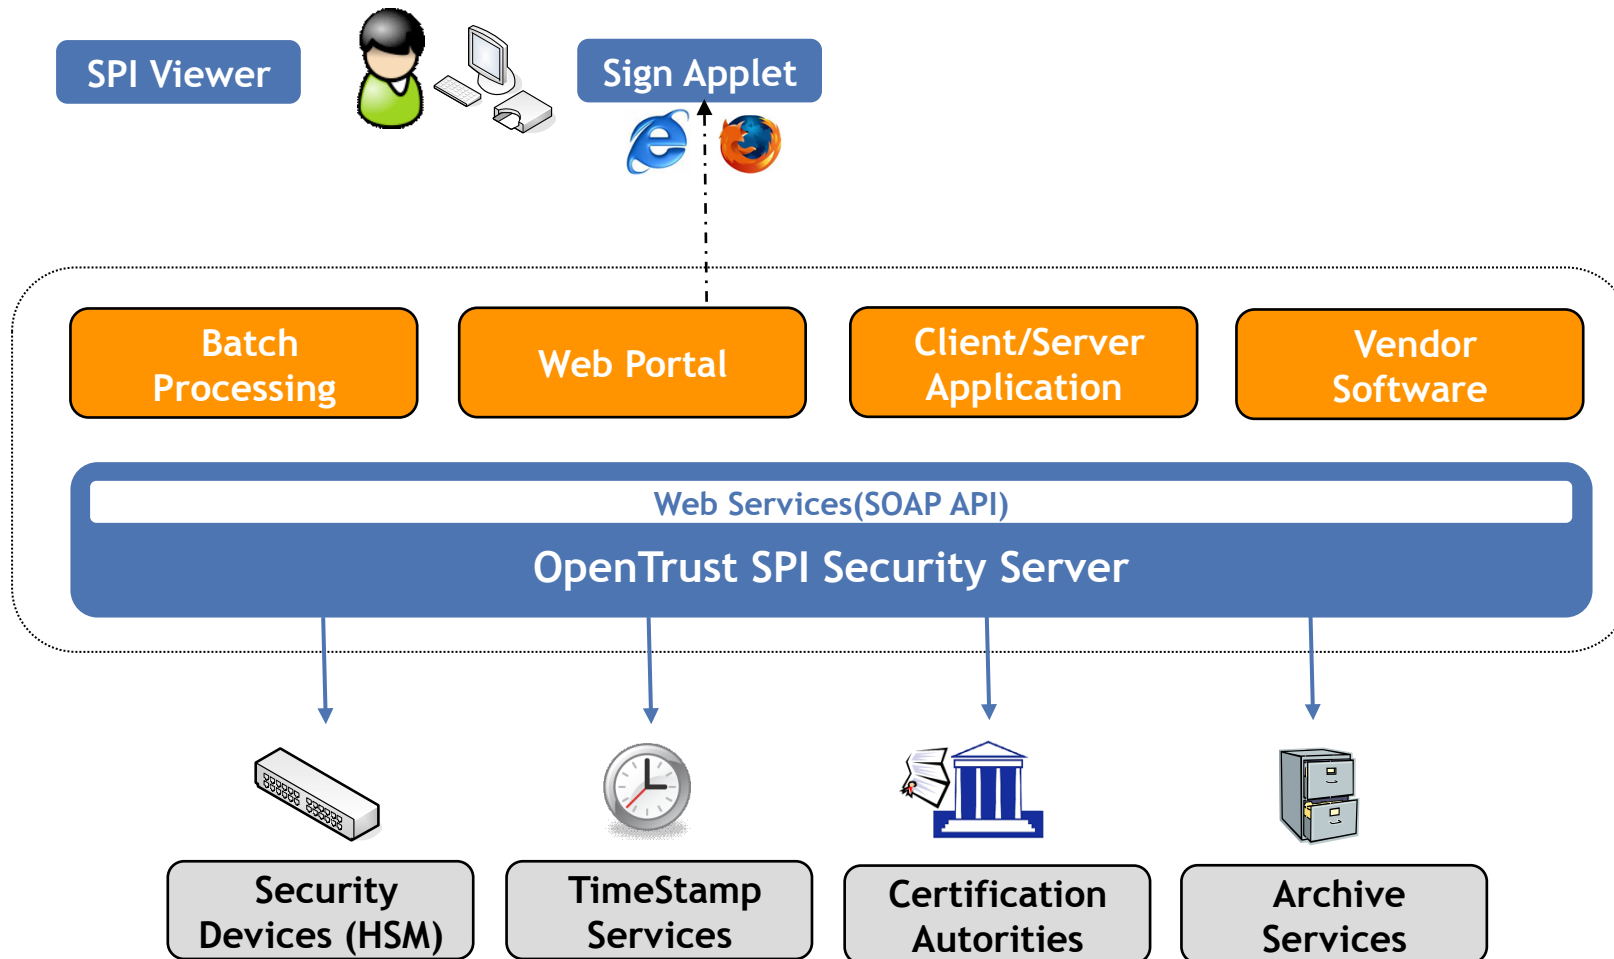 SPI Viewer
Sign Applet
Batch
Processing
Web Portal
Client/Server
Application
Vendor
Software
Web Services(SOAP API)
OpenTrust SPI Security Server
Security
Devices (HSM)
TimeStamp
Services
Certification
Autorities
Archive
Services